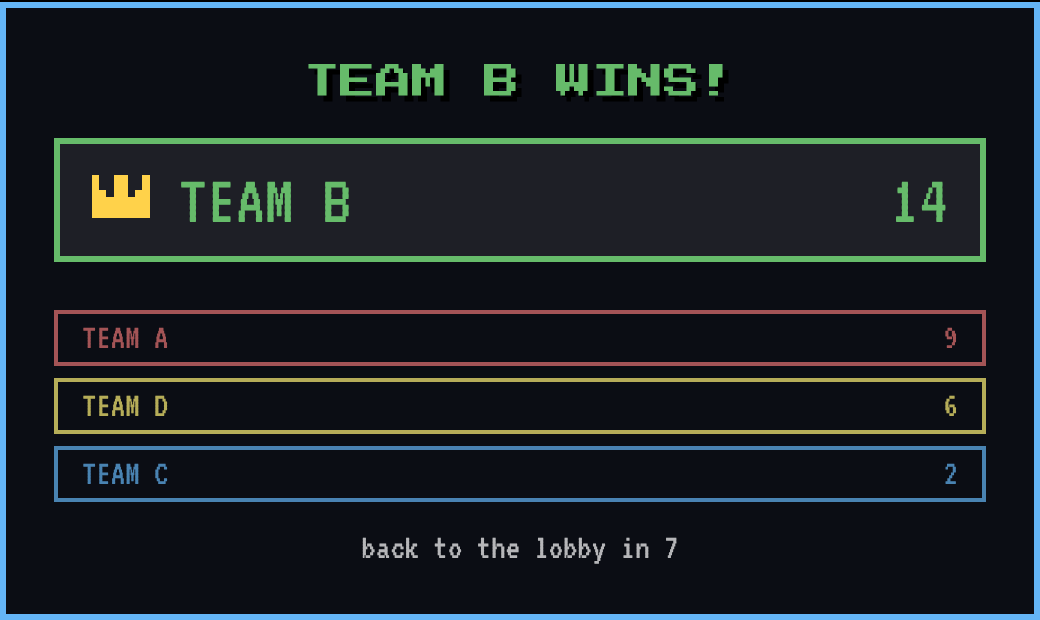 TEAM B WINS!
TEAM B 14
TEAM A 9
TEAM D 6
TEAM C 2
back to the lobby in 7